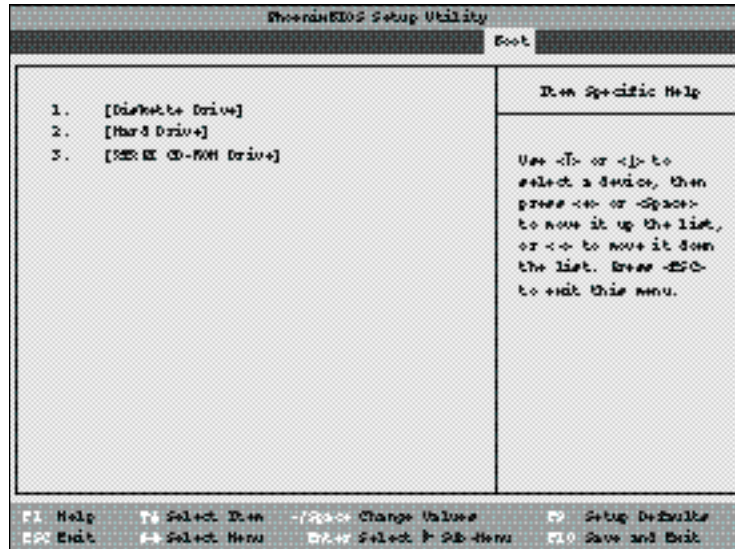 PhoenixBIOS Setup Utility
Boot
Item Specific Help
1. [Diskette Drive]
2. [Hard Drive]
3. [CD-ROM Drive]
Use <↑> or <↓> to
select a device, then
press <+> or <Space>
to move it up the list,
or <-> to move it down
the list. Press <ESC>
to exit this menu.
F1 Help ↑↓ Select Item -/Space Change Values F9 Setup Defaults
ESC Exit ←→ Select Menu Enter Select ▶ Sub-Menu F10 Save and Exit